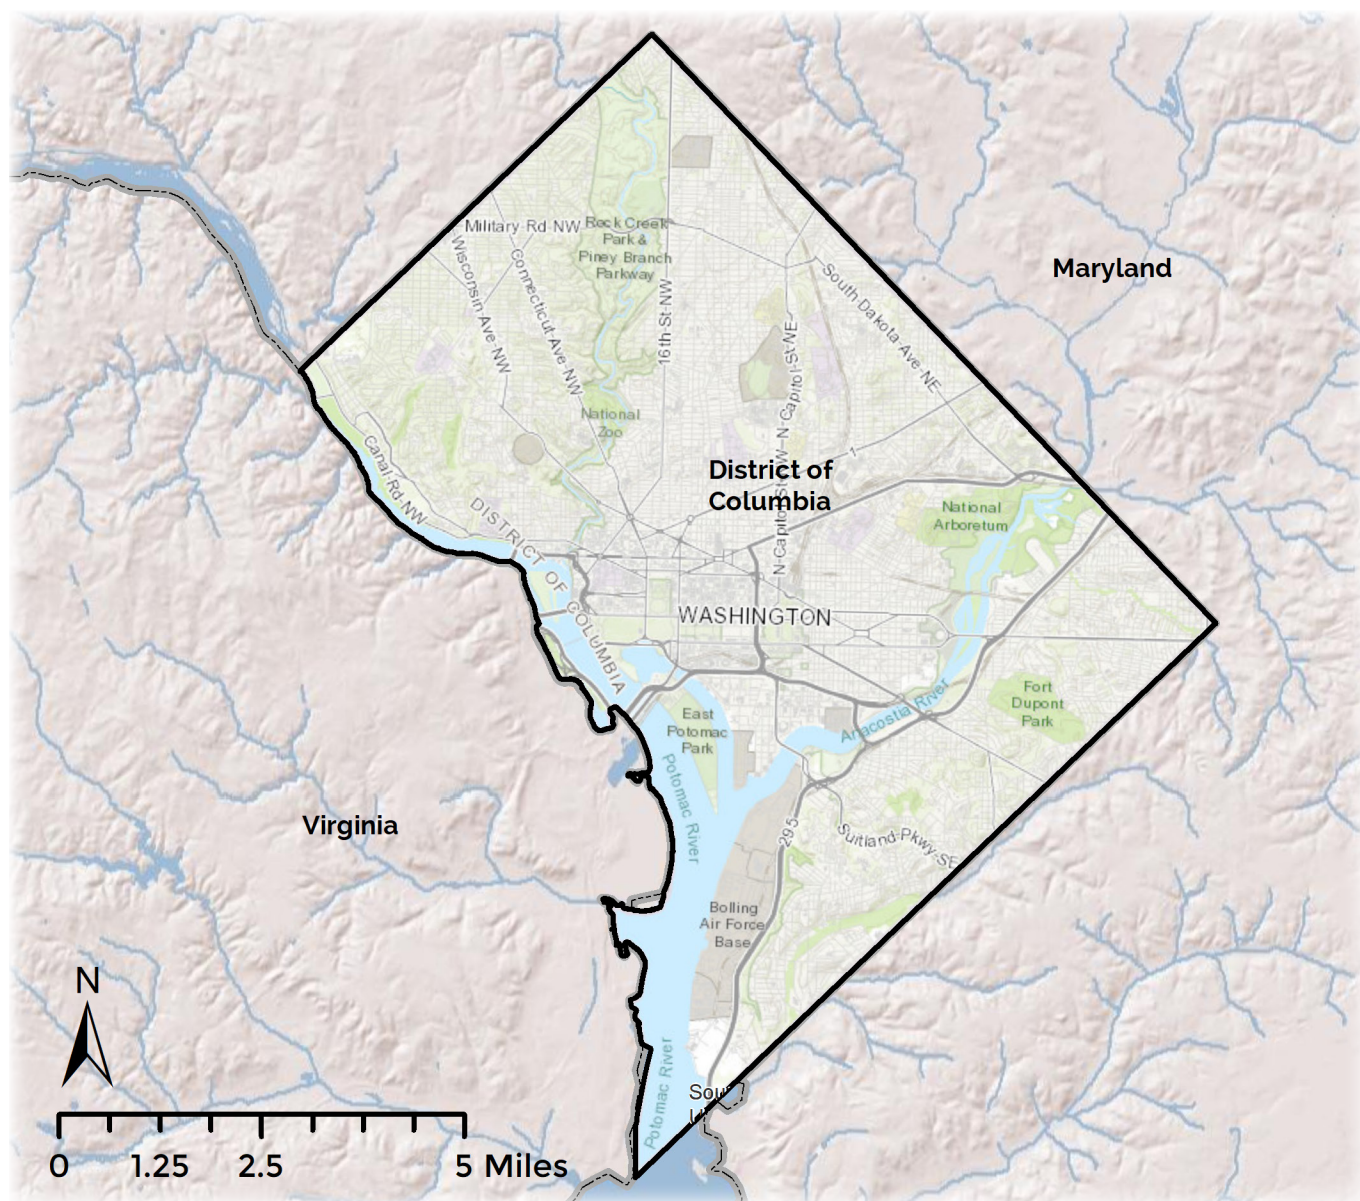 Military Rd NW
Rock Creek
Park &
Piney Branch
Parkway
Wisconsin Ave NW
Connecticut Ave NW
16th St NW
South Dakota Ave NE
Maryland
N Capitol St NW—N Capitol St NE
National
Zoo
1
District of
Columbia
Canal Rd NW
DISTRICT OF COLUMBIA
National
Arboretum
WASHINGTON
Fort
Dupont
Park
Anacostia River
East
Potomac
Park
Potomac River
Virginia
295
Suitland Pkwy SE
Bolling
Air Force
Base
Potomac River
N
0 1.25 2.5 5 Miles